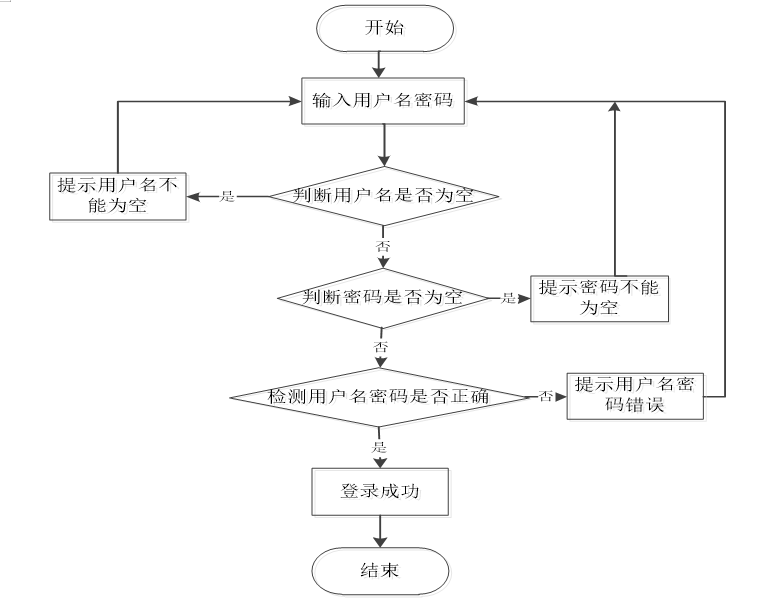 开始
输入用户名密码
提示用户名不
能为空
是
判断用户名是否为空
否
判断密码是否为空
是
提示密码不能
为空
否
检测用户名密码是否正确
否
提示用户名密
码错误
是
登录成功
结束